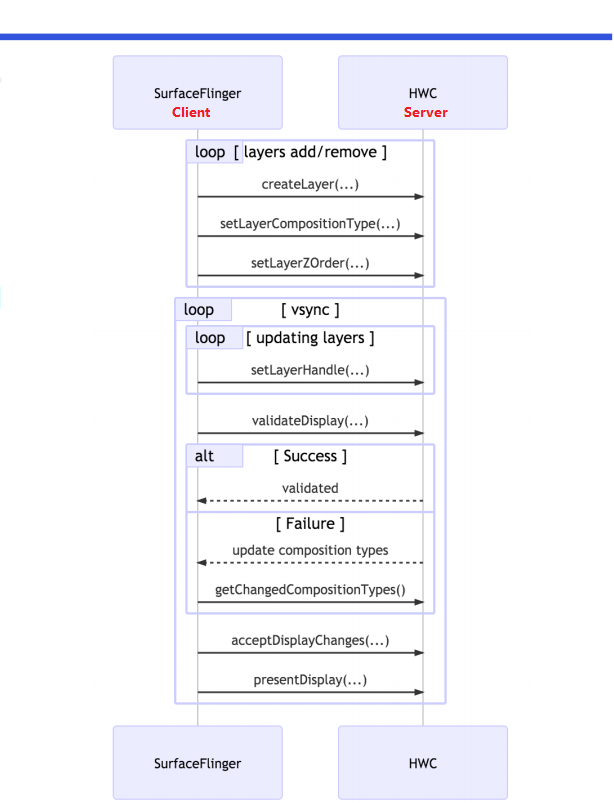 SurfaceFlinger
Client
HWC
Server
loop [ layers add/remove ]
createLayer(...)
setLayerCompositionType(...)
setLayerZOrder(...)
loop [ vsync ]
loop [ updating layers ]
setLayerHandle(...)
validateDisplay(...)
alt [ Success ]
validated
[ Failure ]
update composition types
getChangedCompositionTypes()
acceptDisplayChanges(...)
presentDisplay(...)
SurfaceFlinger
HWC